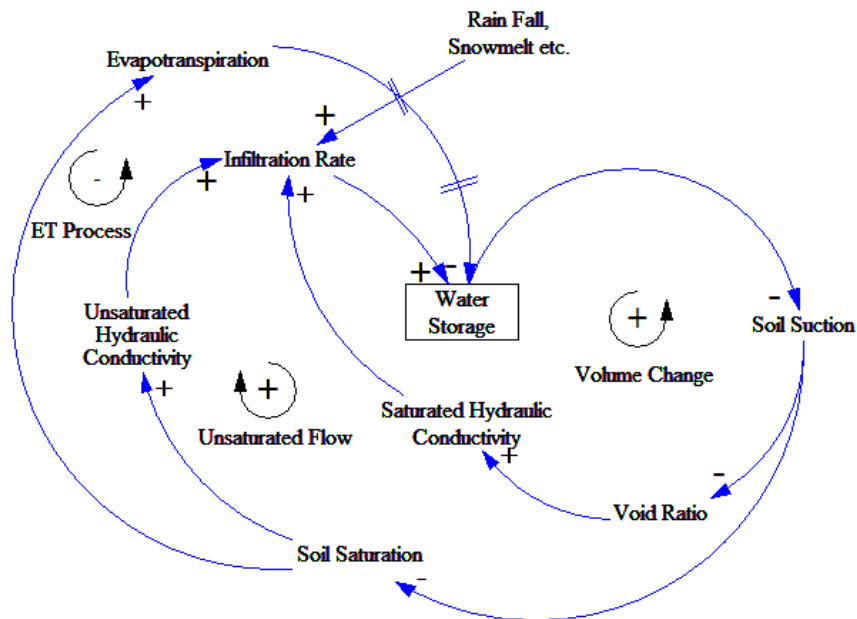 Rain Fall,
Snowmelt etc.
Evapotranspiration
+
+
Infiltration Rate
+
+
-
ET Process
+
-
Water
Storage
-
Soil Suction
+
Volume Change
Unsaturated
Hydraulic
Conductivity
+
+
Unsaturated Flow
Saturated Hydraulic
Conductivity
+
-
Void Ratio
Soil Saturation
-